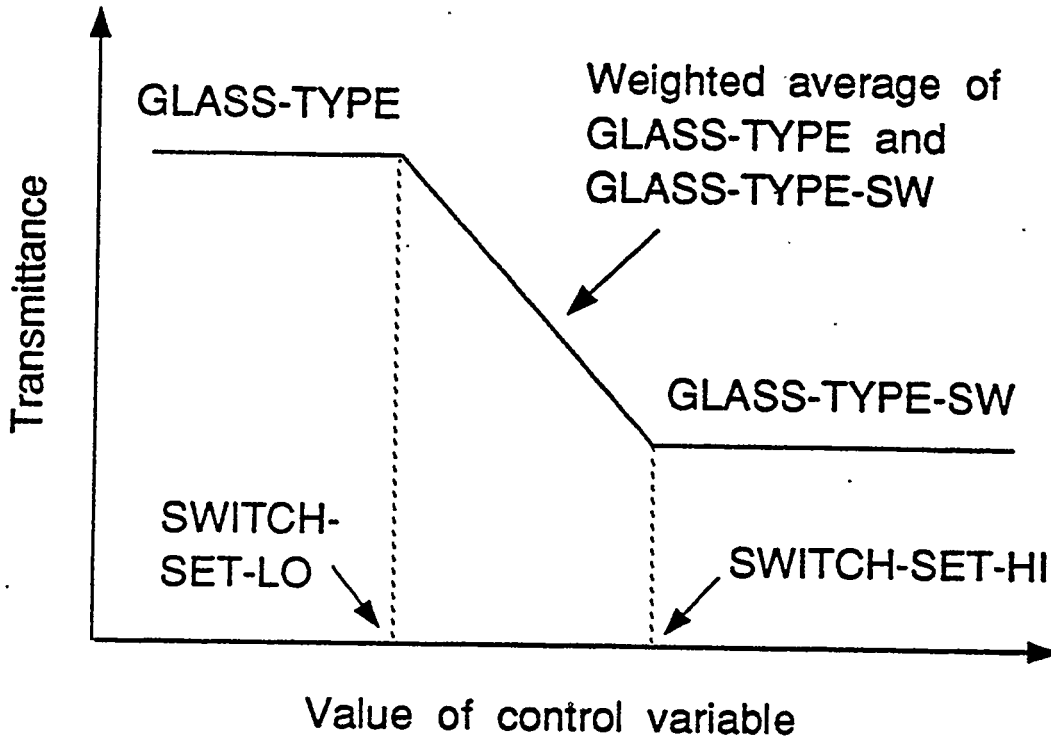 GLASS-TYPE
Weighted average of
GLASS-TYPE and
GLASS-TYPE-SW
Transmittance
GLASS-TYPE-SW
SWITCH-
SET-LO
SWITCH-SET-HI
Value of control variable